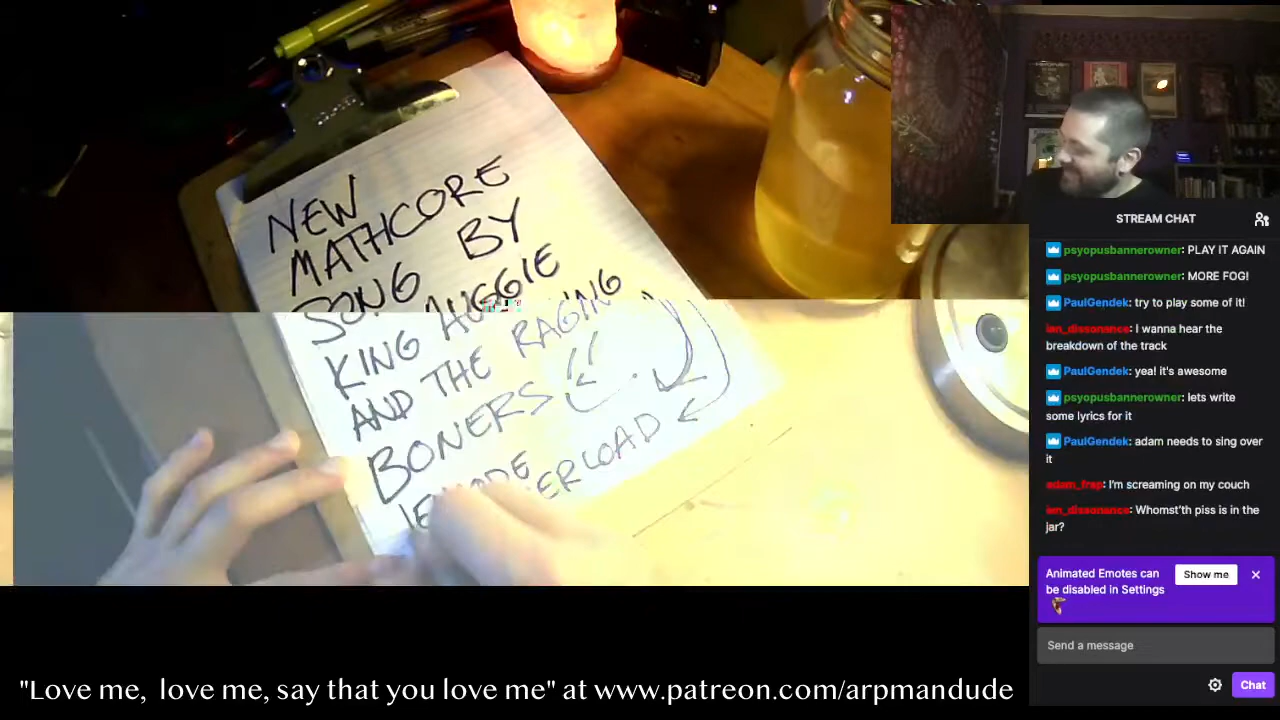 NEW
MATHCORE
SONG BY
KING AUGGIE
AND THE RAGING
BONERS
STREAM CHAT
psyopusbannerowner: PLAY IT AGAIN
psyopusbannerowner: MORE FOG!
PaulGendek: try to play some of it!
ian_dissonance: I wanna hear the
breakdown of the track
PaulGendek: yea! it's awesome
psyopusbannerowner: lets write
some lyrics for it
PaulGendek: adam needs to sing over
it
adam_frap: I'm screaming on my couch
ian_dissonance: Whomst'th piss is in the
jar?
Animated Emotes can
be disabled in Settings
Show me
Send a message
Chat
"Love me, love me, say that you love me" at www.patreon.com/arpmandude